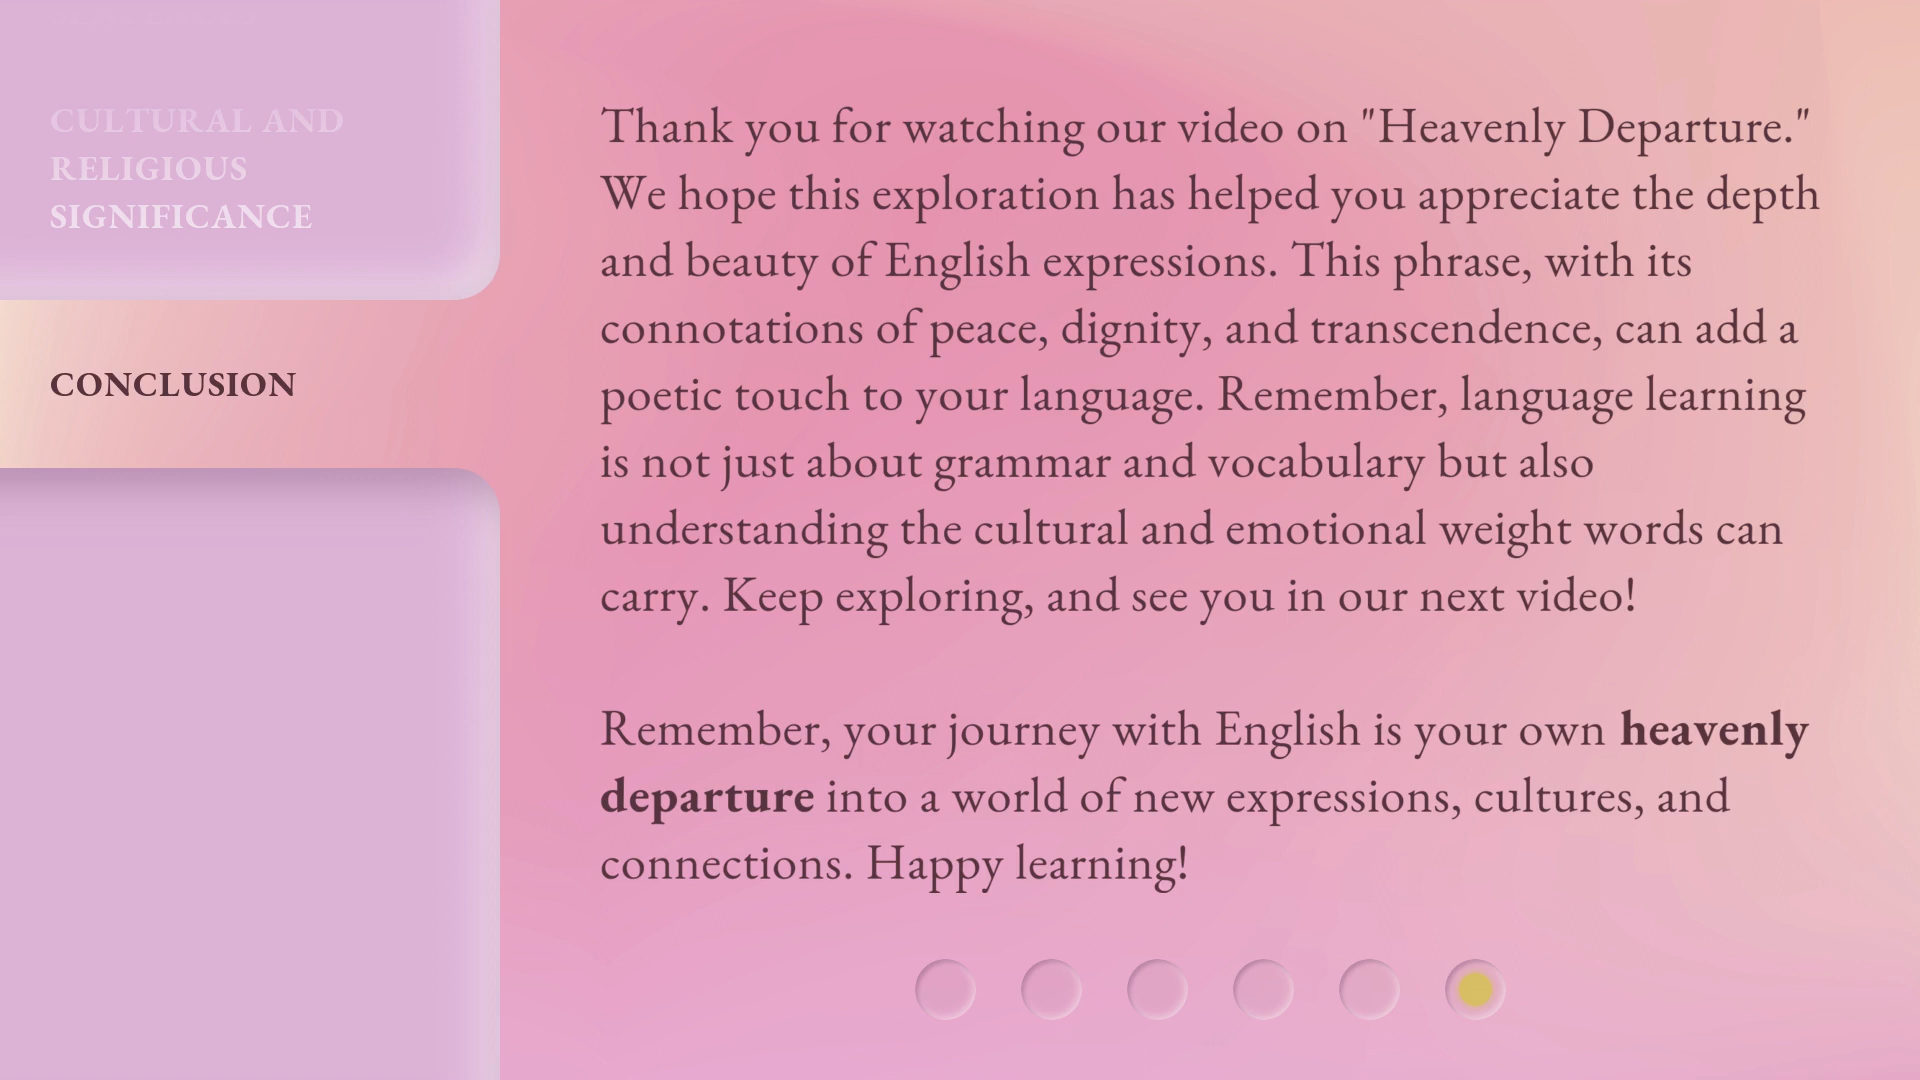 CULTURAL AND
RELIGIOUS
SIGNIFICANCE
CONCLUSION
Thank you for watching our video on "Heavenly Departure."
We hope this exploration has helped you appreciate the depth
and beauty of English expressions. This phrase, with its
connotations of peace, dignity, and transcendence, can add a
poetic touch to your language. Remember, language learning
is not just about grammar and vocabulary but also
understanding the cultural and emotional weight words can
carry. Keep exploring, and see you in our next video!
Remember, your journey with English is your own heavenly
departure into a world of new expressions, cultures, and
connections. Happy learning!